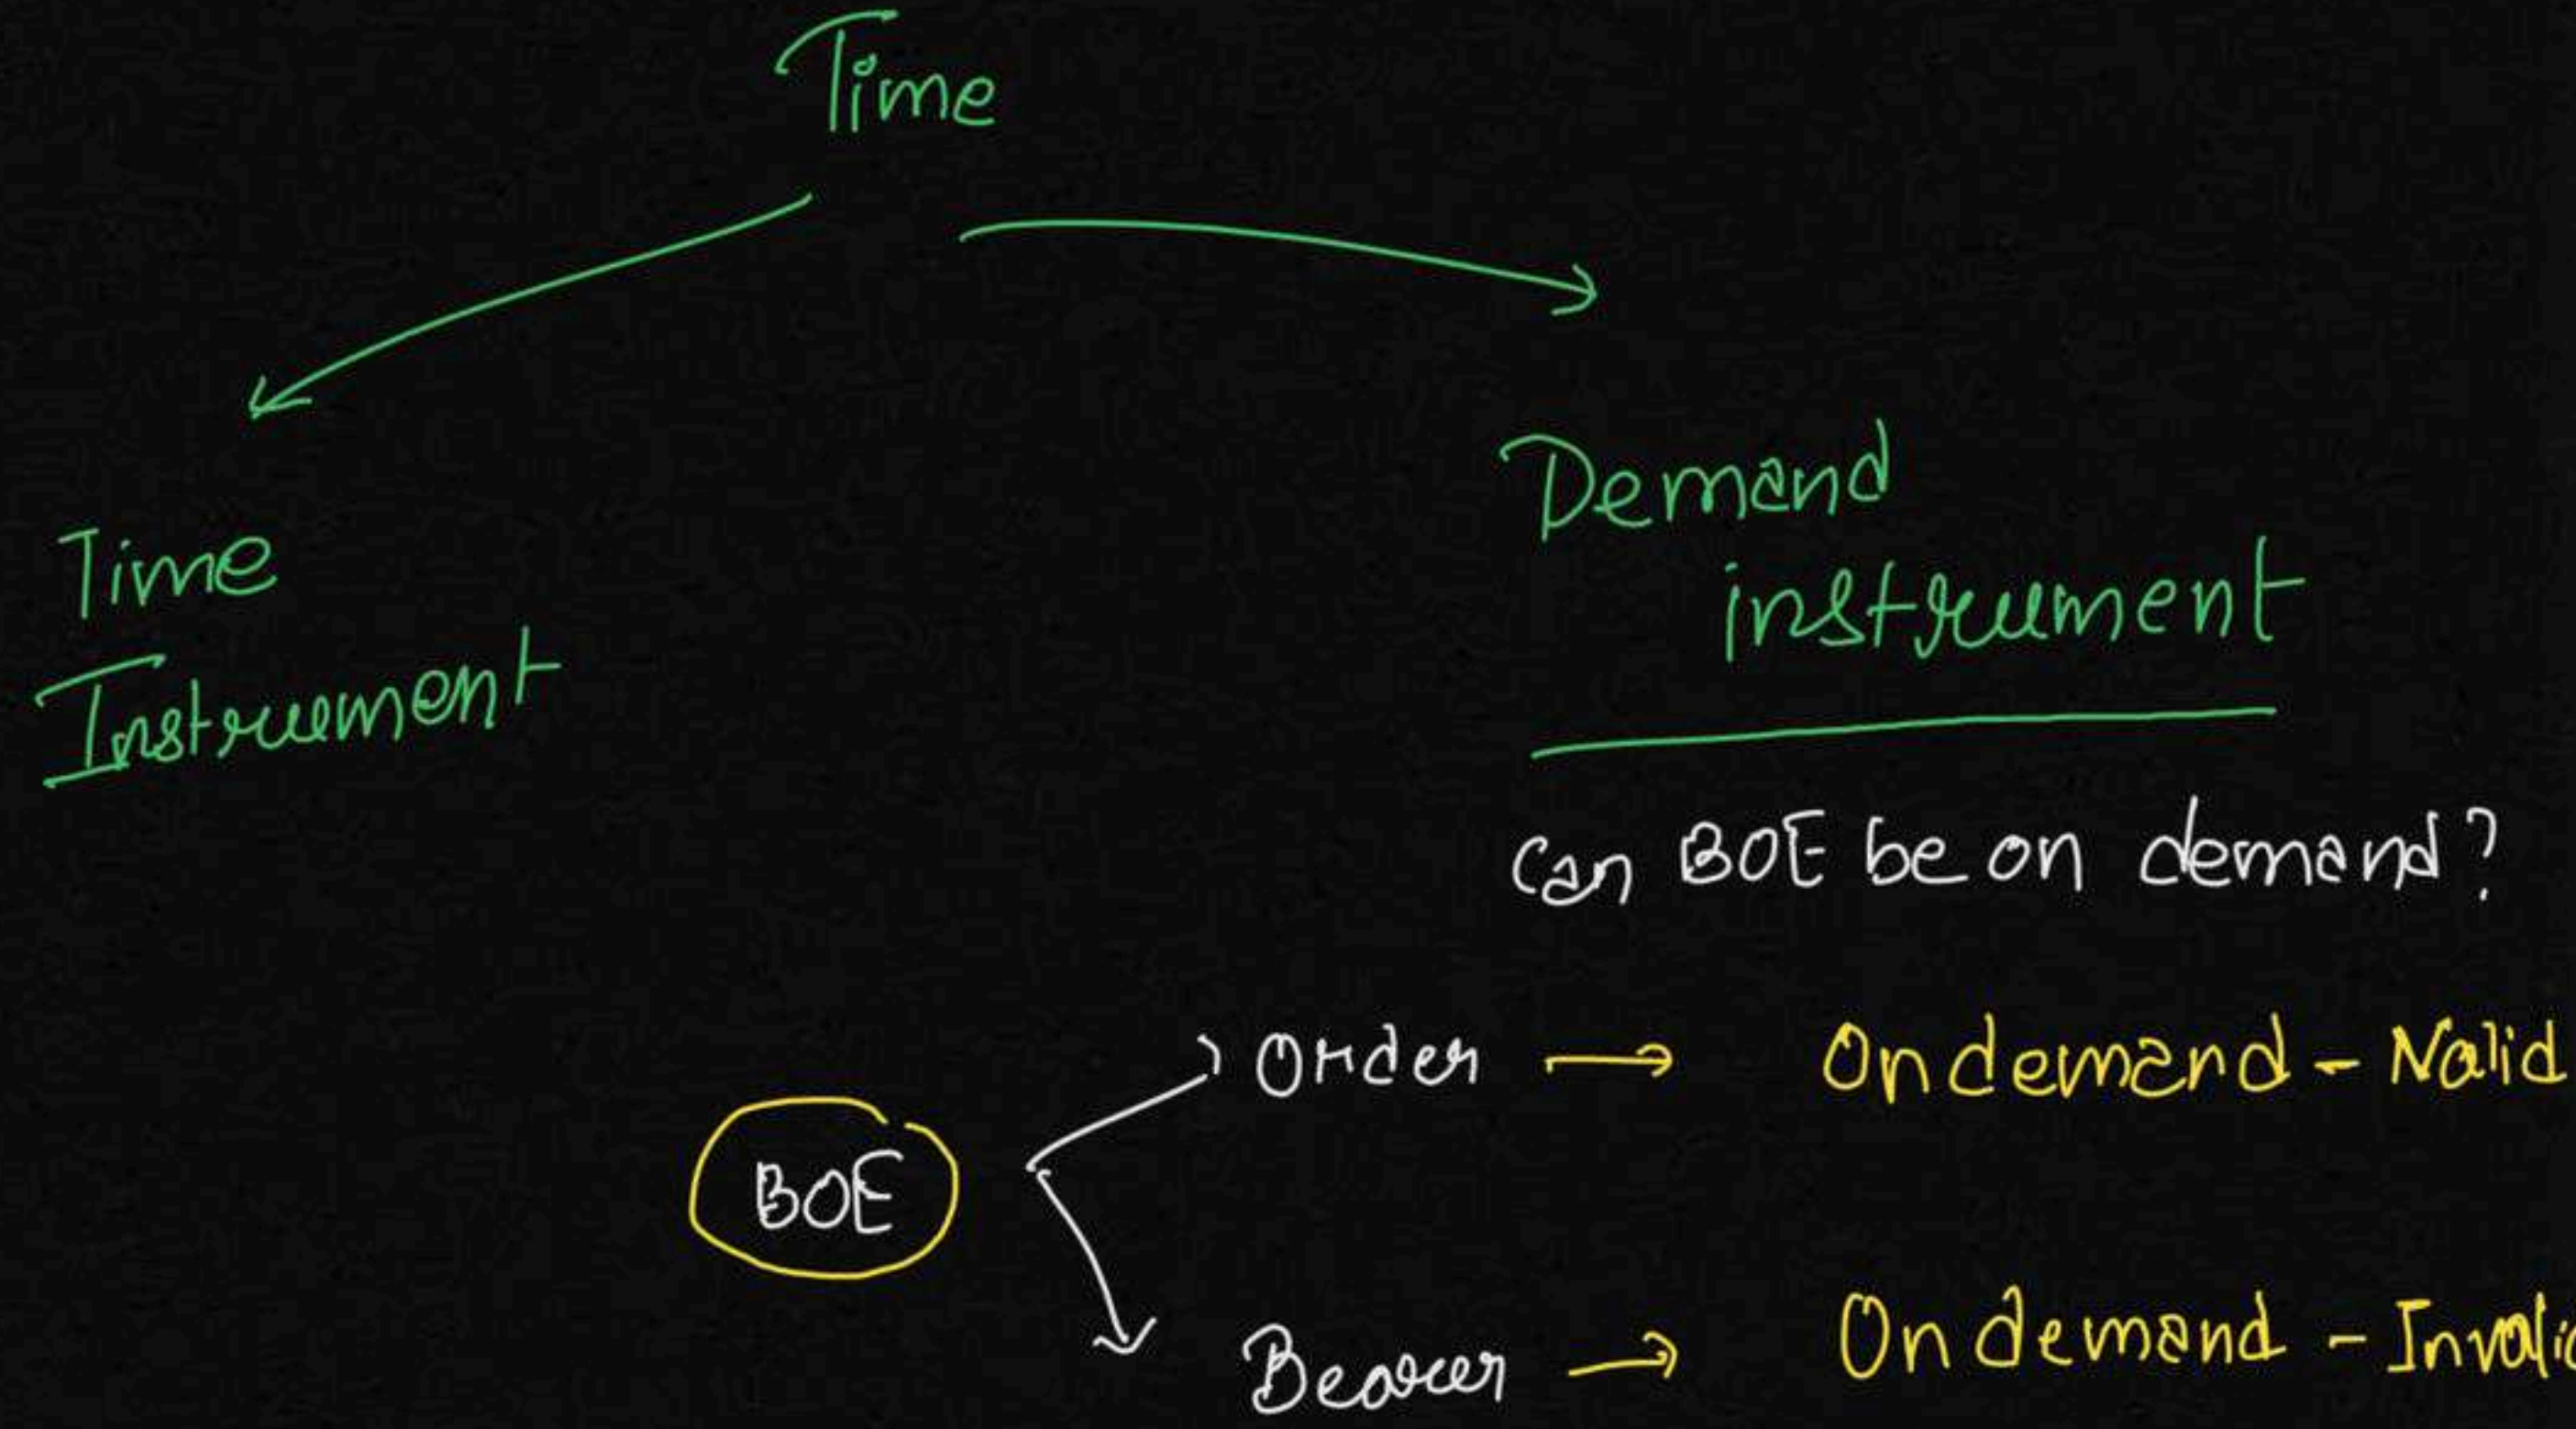 Time
Time
Instrument
Demand
instrument
Can BOE be on demand?
BOE
Order → On demand - Valid
Bearer → On demand - Invalid